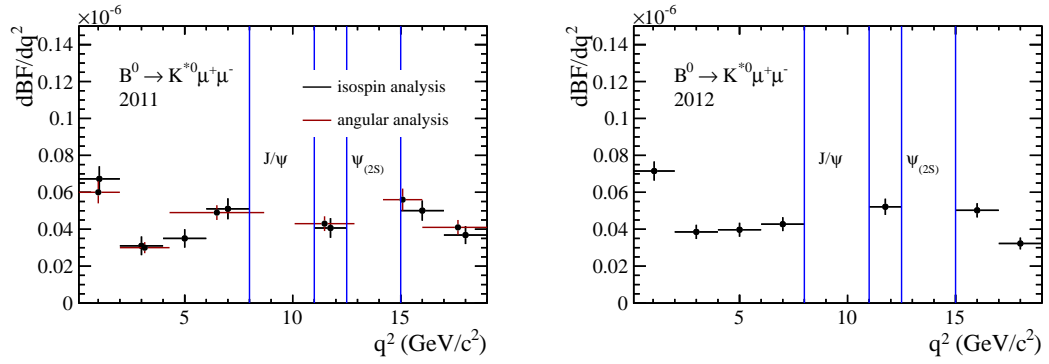 ×10⁻⁶
dBF/dq²
0.14
0.12
0.1
0.08
0.06
0.04
0.02
0
B⁰ → K*⁰μ⁺μ⁻
2011
isospin analysis
angular analysis
J/ψ
ψ(2S)
5 10 15
q² (GeV/c²)
×10⁻⁶
dBF/dq²
0.14
0.12
0.1
0.08
0.06
0.04
0.02
0
B⁰ → K*⁰μ⁺μ⁻
2012
J/ψ
ψ(2S)
5 10 15
q² (GeV/c²)